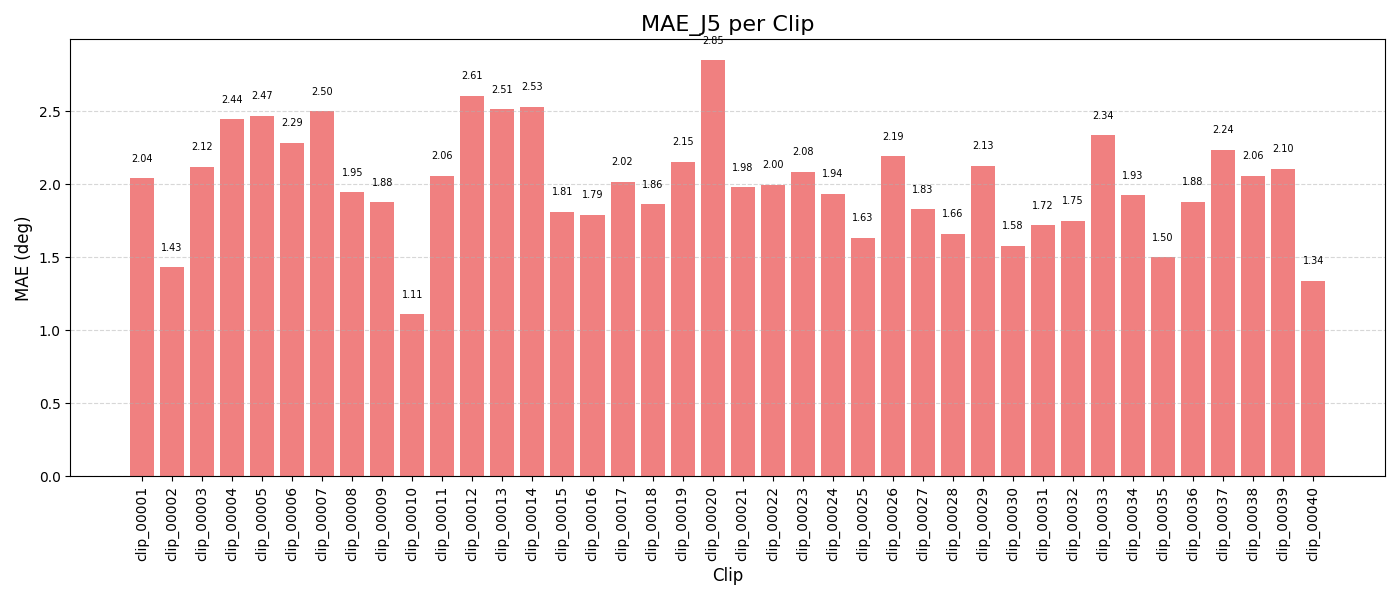 MAE_J5 per Clip
MAE (deg)
2.5
2.0
1.5
1.0
0.5
0.0
2.04
1.43
2.12
2.44
2.47
2.29
2.50
1.95
1.88
1.11
2.06
2.61
2.51
2.53
1.81
1.79
2.02
1.86
2.15
2.85
1.98
2.00
2.08
1.94
1.63
2.19
1.83
1.66
2.13
1.58
1.72
1.75
2.34
1.93
1.50
1.88
2.24
2.06
2.10
1.34
clip_00001
clip_00002
clip_00003
clip_00004
clip_00005
clip_00006
clip_00007
clip_00008
clip_00009
clip_00010
clip_00011
clip_00012
clip_00013
clip_00014
clip_00015
clip_00016
clip_00017
clip_00018
clip_00019
clip_00020
clip_00021
clip_00022
clip_00023
clip_00024
clip_00025
clip_00026
clip_00027
clip_00028
clip_00029
clip_00030
clip_00031
clip_00032
clip_00033
clip_00034
clip_00035
clip_00036
clip_00037
clip_00038
clip_00039
clip_00040
Clip